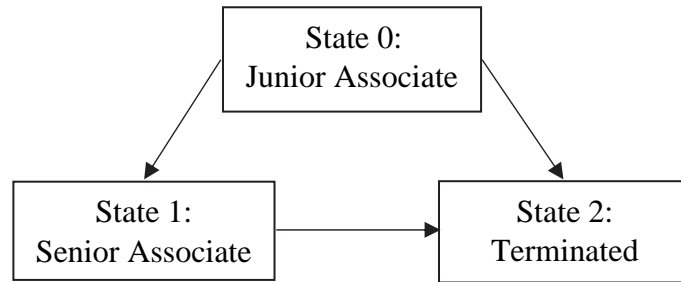 State 0:
Junior Associate
State 1:
Senior Associate
State 2:
Terminated